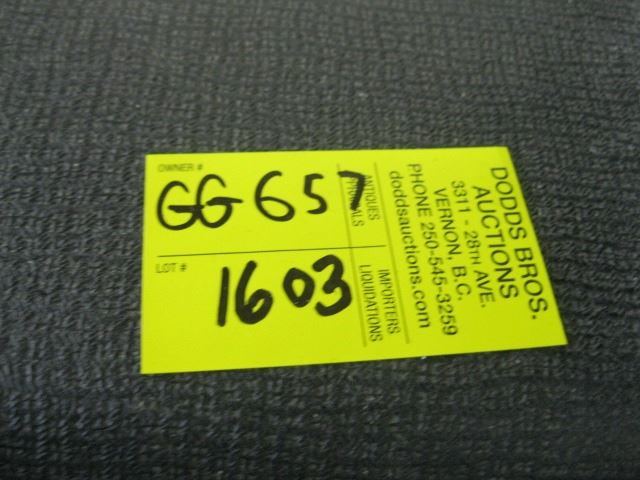 OWNER #
GG 657
LOT #
1603
DODDS BROS.
AUCTIONS
3311 - 28TH AVE.
VERNON, B.C.
PHONE 250-545-3259
doddsauctions.com
ANTIQUES
IMPORTERS
LIQUIDATIONS